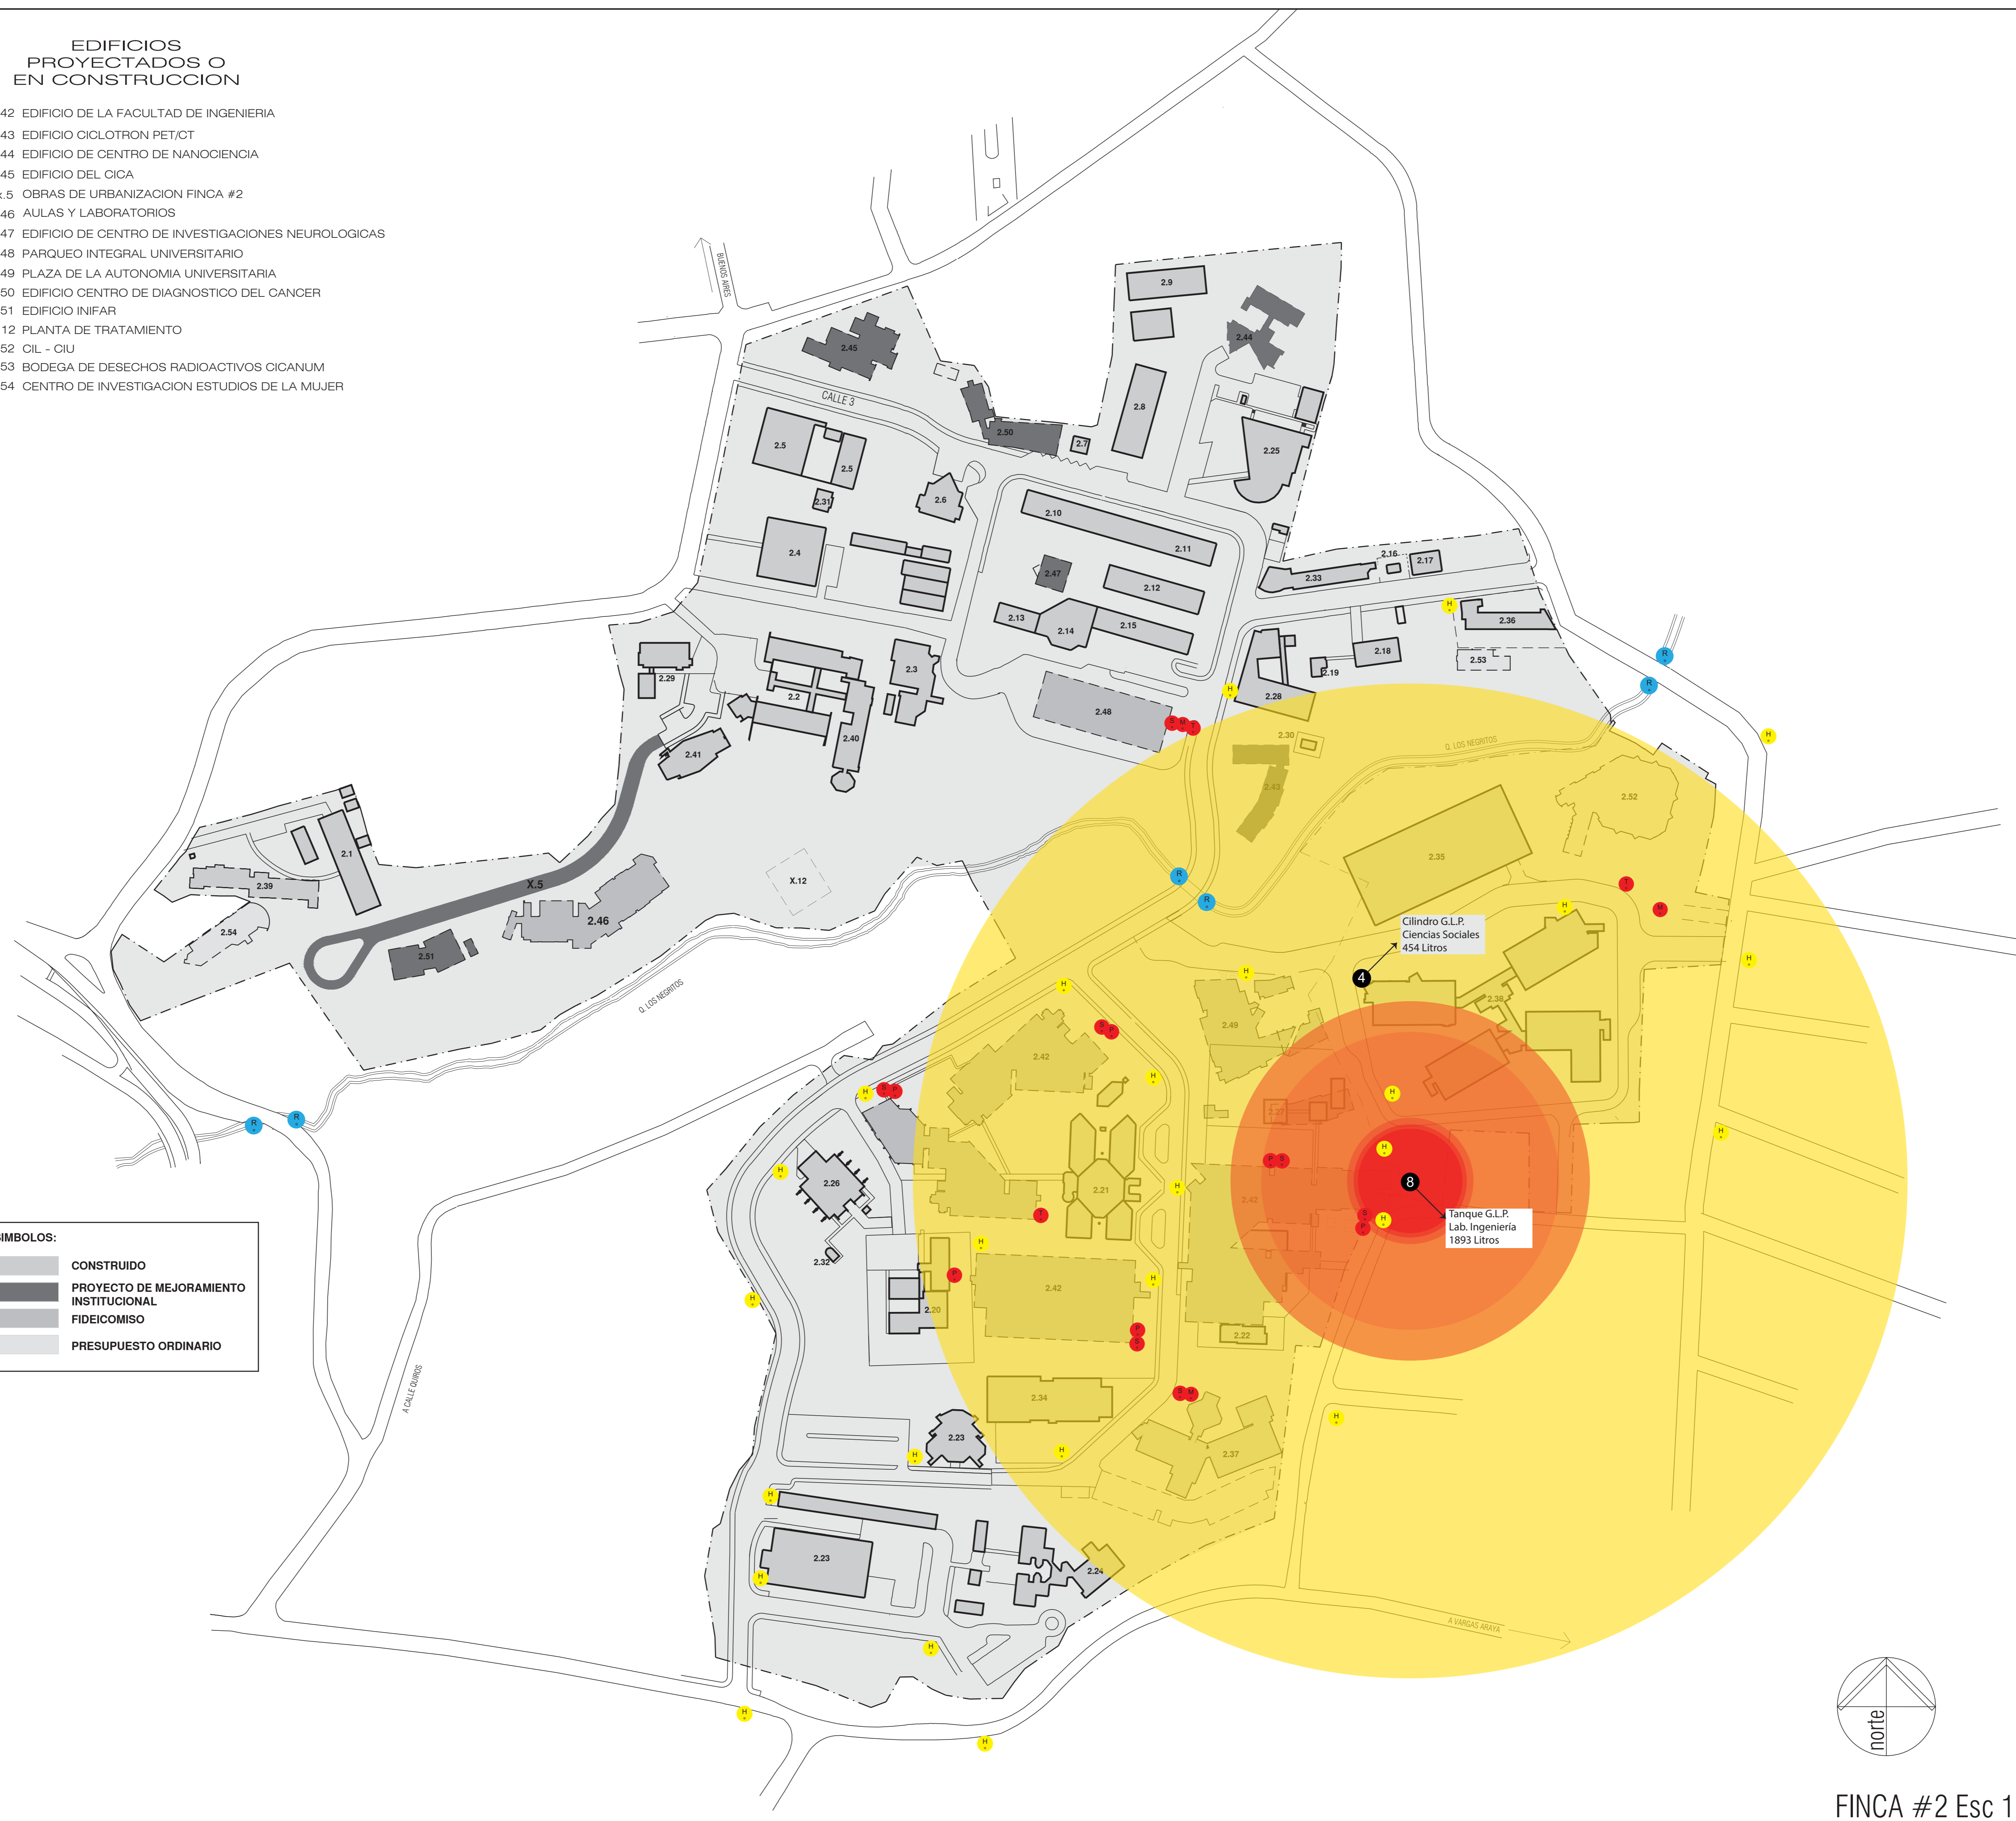 EDIFICIOS
PROYECTADOS O
EN CONSTRUCCION
42 EDIFICIO DE LA FACULTAD DE INGENIERIA
43 EDIFICIO CICLOTRON PET/CT
44 EDIFICIO DE CENTRO DE NANOCIENCIA
45 EDIFICIO DEL CICA
x.5 OBRAS DE URBANIZACION FINCA #2
46 AULAS Y LABORATORIOS
47 EDIFICIO DE CENTRO DE INVESTIGACIONES NEUROLOGICAS
48 PARQUEO INTEGRAL UNIVERSITARIO
49 PLAZA DE LA AUTONOMIA UNIVERSITARIA
50 EDIFICIO CENTRO DE DIAGNOSTICO DEL CANCER
51 EDIFICIO INIFAR
12 PLANTA DE TRATAMIENTO
52 CIL - CIU
53 BODEGA DE DESECHOS RADIOACTIVOS CICANUM
54 CENTRO DE INVESTIGACION ESTUDIOS DE LA MUJER
BUENOS AIRES
2.9
2.44
2.45
CALLE 3
2.8
2.50
2.7
2.25
2.5
2.5
2.31
2.6
2.10
2.11
2.4
2.47
2.12
2.16
2.17
2.33
2.13
2.14
2.15
H
2.36
2.53
2.18
2.19
2.28
2.29
2.2
2.3
2.40
2.41
2.48
S M T
H
R
R
H
2.30
Q. LOS NEGRITOS
2.43
2.52
2.35
2.1
2.39
2.54
X.5
2.46
2.51
X.12
Q. LOS NEGRITOS
R
R
T
M
H
H
Cilindro G.L.P.
Ciencias Sociales
454 Litros
4
2.38
H
H
2.49
S P
2.42
H
H S P
R
R
H
2.27
H
H
P S
2.26
H
2.21
H
2.42
8
Tanque G.L.P.
Lab. Ingeniería
1893 Litros
S
P
H
T
H
2.32
H
P
2.20
2.42
H
P
S
2.22
SIMBOLOS:
CONSTRUIDO
PROYECTO DE MEJORAMIENTO
INSTITUCIONAL
FIDEICOMISO
PRESUPUESTO ORDINARIO
A CALLE QUIROS
2.34
S M
H
2.23
H
H
2.37
H
2.23
H
2.24
H
A VARGAS ARAYA
H
H
norte
FINCA #2 Esc 1